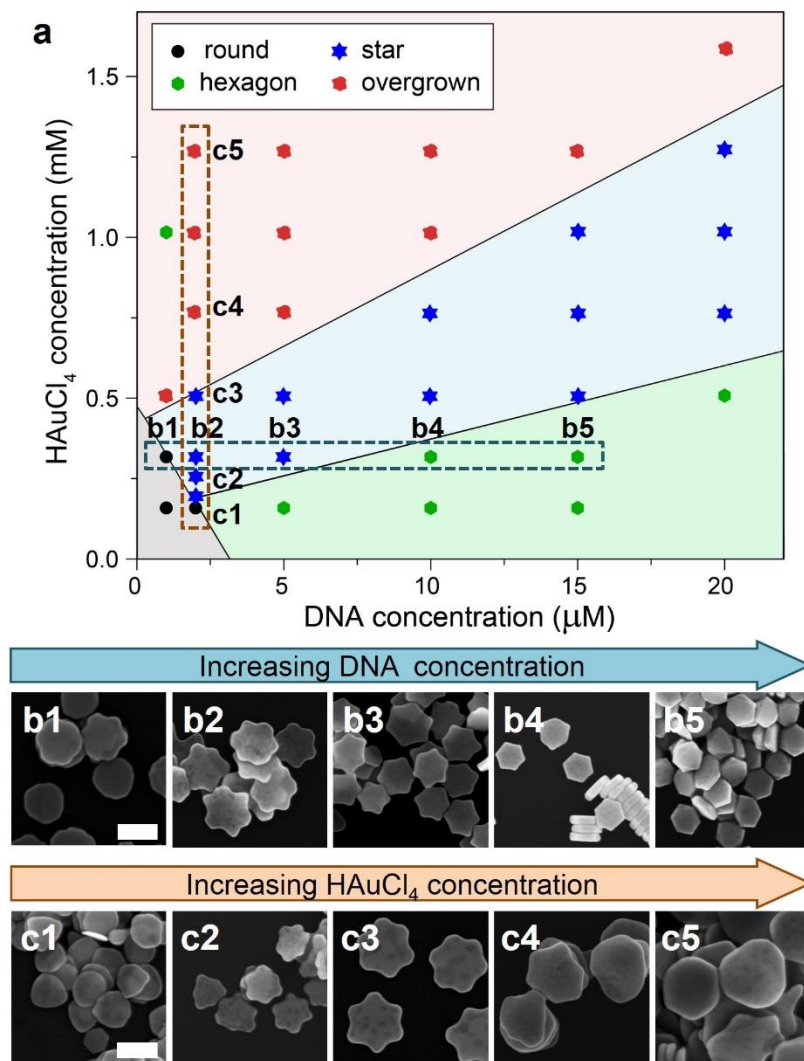 a
round
star
hexagon
overgrown
HAuCl₄ concentration (mM)
1.5
1.0
0.5
0.0
c5
c4
c3
b1 b2 b3 b4 b5
c2
c1
0 5 10 15 20
DNA concentration (μM)
Increasing DNA concentration
b1 b2 b3 b4 b5
Increasing HAuCl₄ concentration
c1 c2 c3 c4 c5